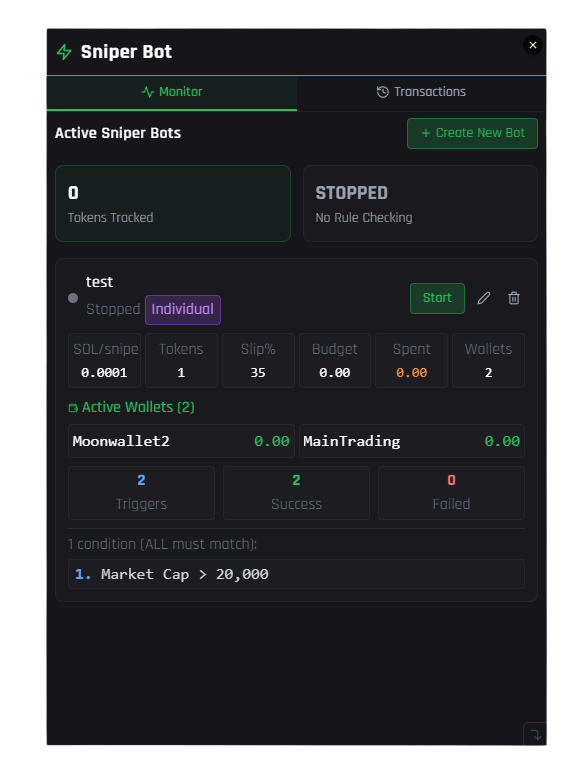 Sniper Bot
Monitor
Transactions
Active Sniper Bots
+ Create New Bot
0
Tokens Tracked
STOPPED
No Rule Checking
test
Stopped Individual
Start
SOL/snipe Tokens Slip% Budget Spent Wallets
0.0001 1 35 0.00 0.00 2
Active Wallets (2)
Moonwallet2 0.00 MainTrading 0.00
2 2 0
Triggers Success Failed
1 condition (ALL must match):
1. Market Cap > 20,000